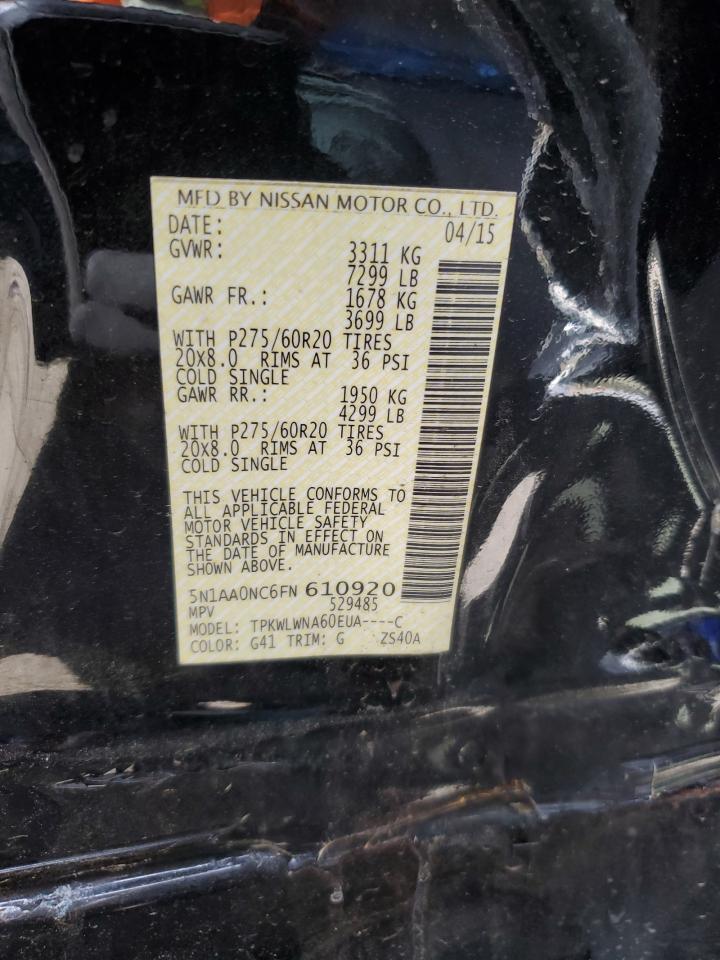 MFD BY NISSAN MOTOR CO., LTD.
DATE: 04/15
GVWR: 3311 KG
7299 LB
GAWR FR.: 1678 KG
3699 LB
WITH P275/60R20 TIRES
20X8.0 RIMS AT 36 PSI
COLD SINGLE
GAWR RR.: 1950 KG
4299 LB
WITH P275/60R20 TIRES
20X8.0 RIMS AT 36 PSI
COLD SINGLE
THIS VEHICLE CONFORMS TO
ALL APPLICABLE FEDERAL
MOTOR VEHICLE SAFETY
STANDARDS IN EFFECT ON
THE DATE OF MANUFACTURE
SHOWN ABOVE.
5N1AA0NC6FN 610920
MPV 529485
MODEL: TPKWLWNA60EUA----C
COLOR: G41 TRIM: G ZS40A